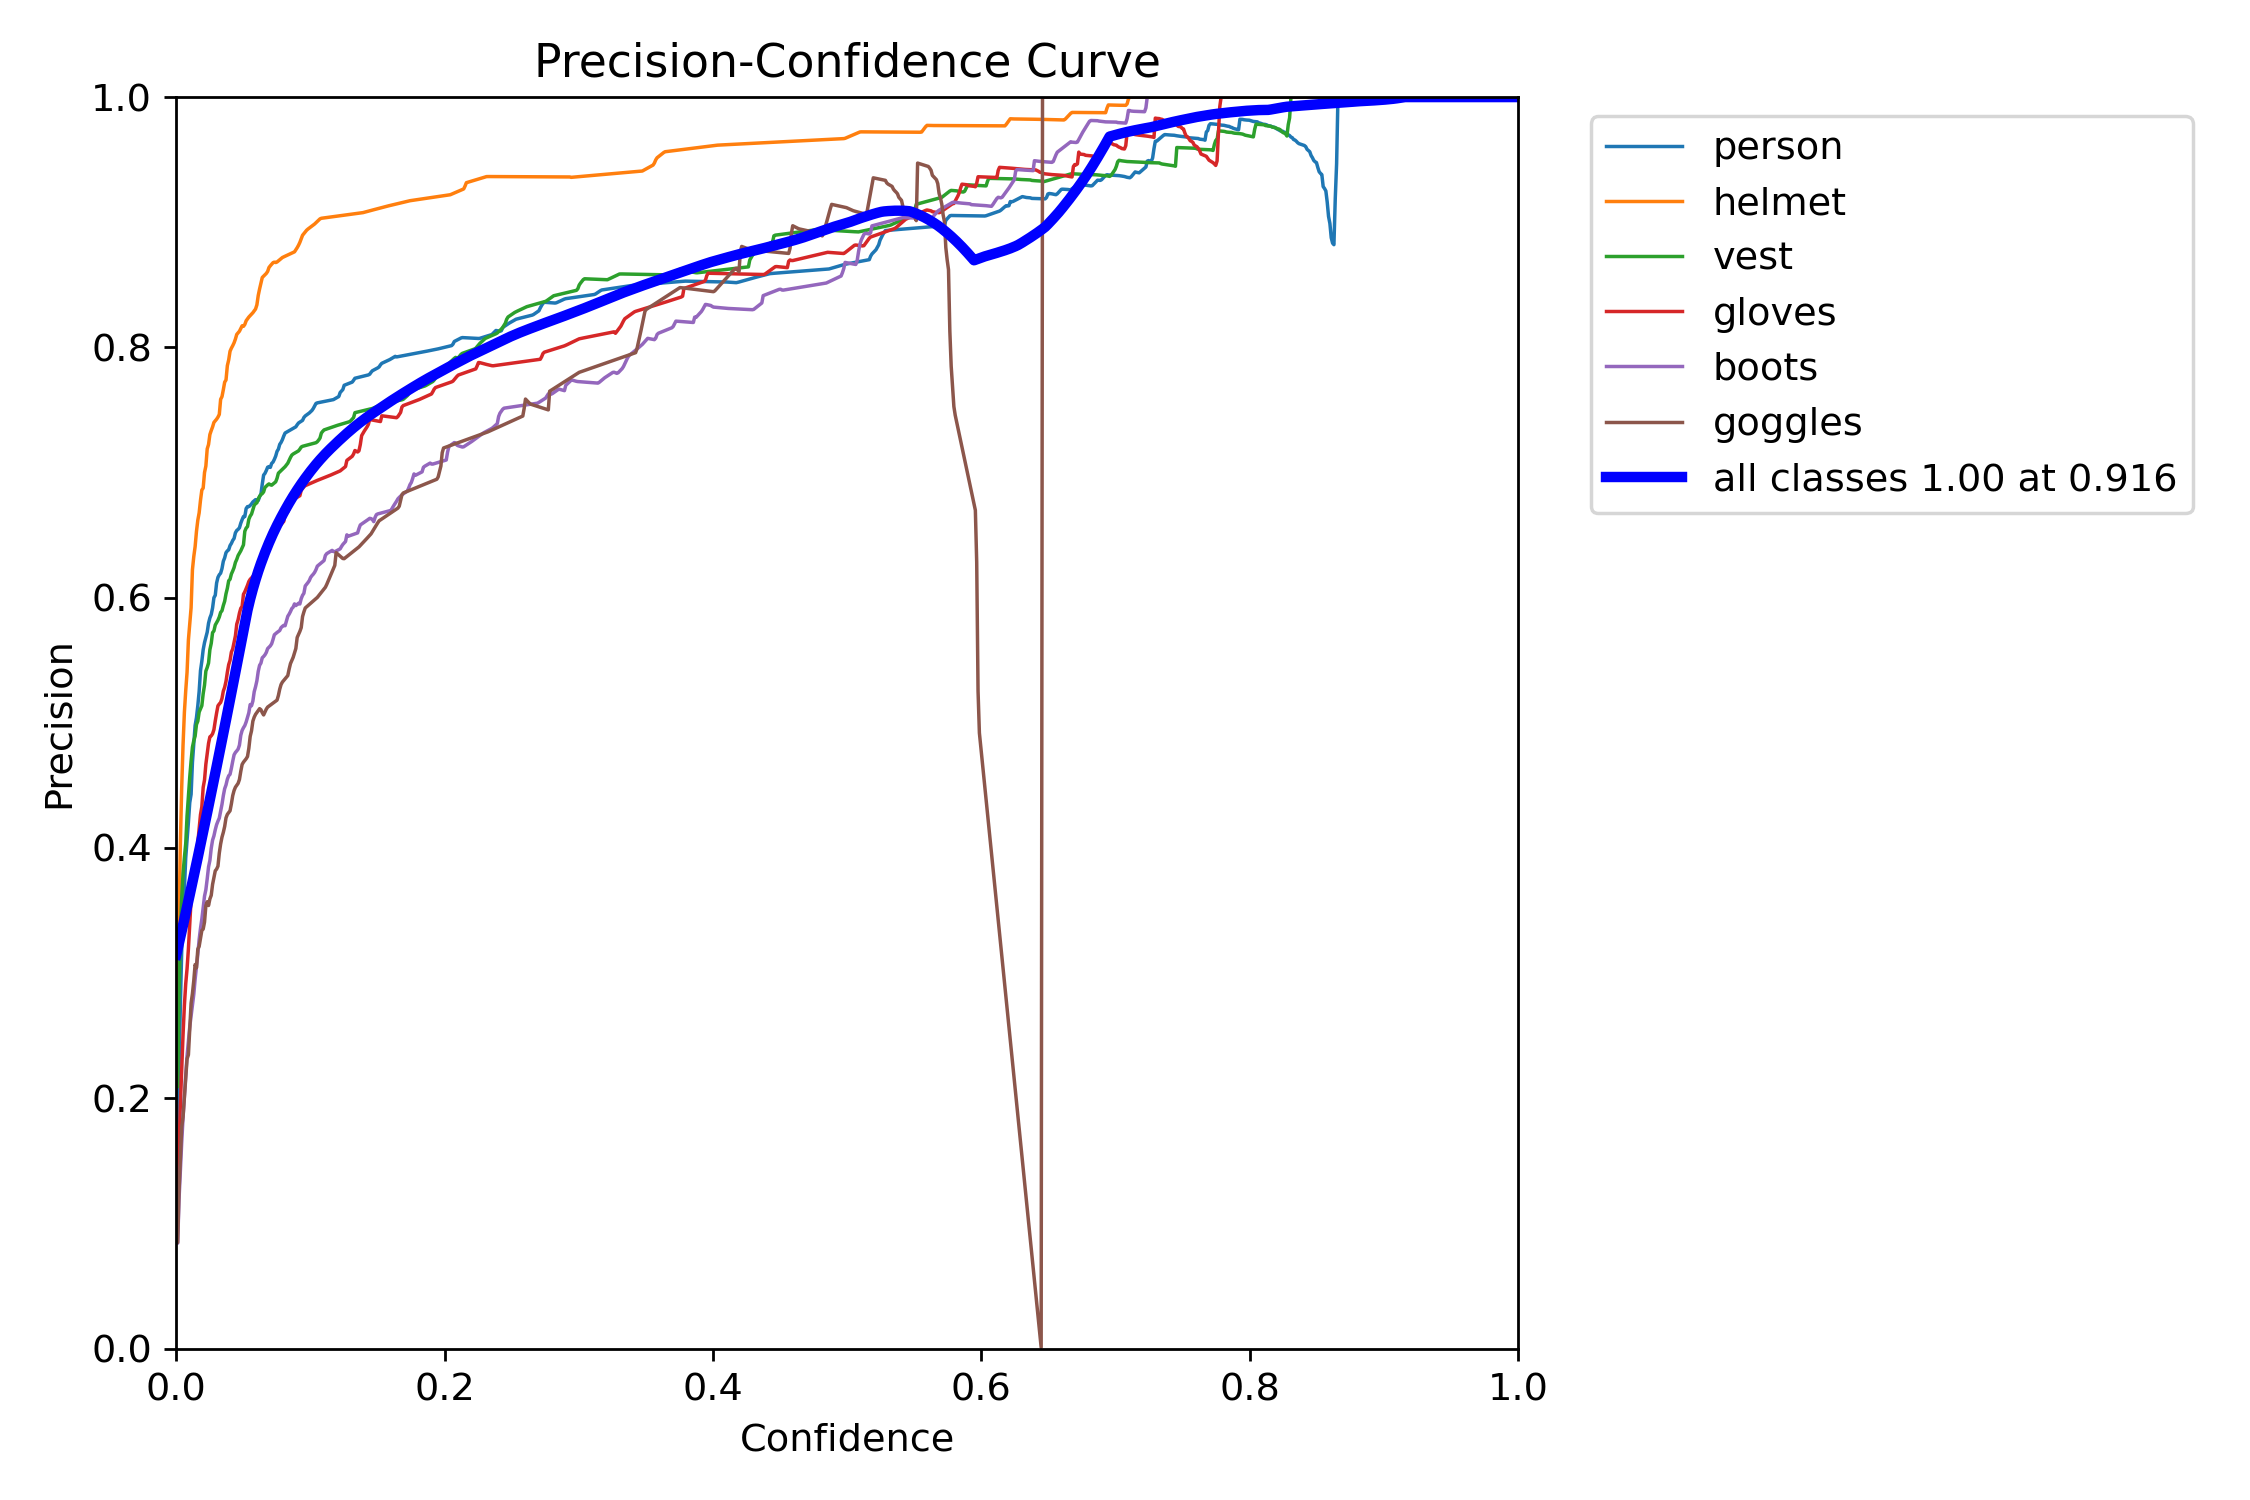 Precision-Confidence Curve
1.0
0.8
0.6
0.4
0.2
0.0
Precision
0.0 0.2 0.4 0.6 0.8 1.0
Confidence
person
helmet
vest
gloves
boots
goggles
all classes 1.00 at 0.916